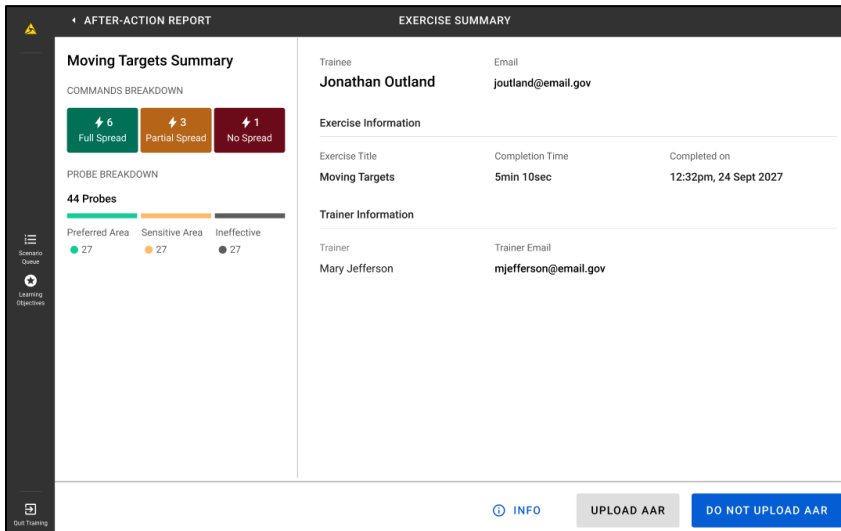 AFTER-ACTION REPORT
EXERCISE SUMMARY
Moving Targets Summary
COMMANDS BREAKDOWN
6
Full Spread
3
Partial Spread
1
No Spread
PROBE BREAKDOWN
44 Probes
Preferred Area
27
Sensitive Area
27
Ineffective
27
Trainee
Jonathan Outland
Email
joutland@email.gov
Exercise Information
Exercise Title
Moving Targets
Completion Time
5min 10sec
Completed on
12:32pm, 24 Sept 2027
Trainer Information
Trainer
Mary Jefferson
Trainer Email
mjefferson@email.gov
Scenario
Queue
Learning
Objectives
Quit Training
INFO
UPLOAD AAR
DO NOT UPLOAD AAR